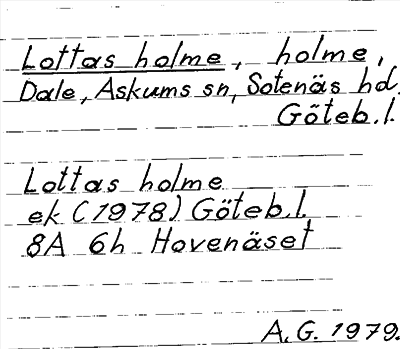 Lottas holme, holme,
Dale, Askums sn, Sotenäs hd.
Göteb.l.
Lottas holme
ek (1978) Göteb.l.
8A 6h Hovenäset
A.G. 1979.